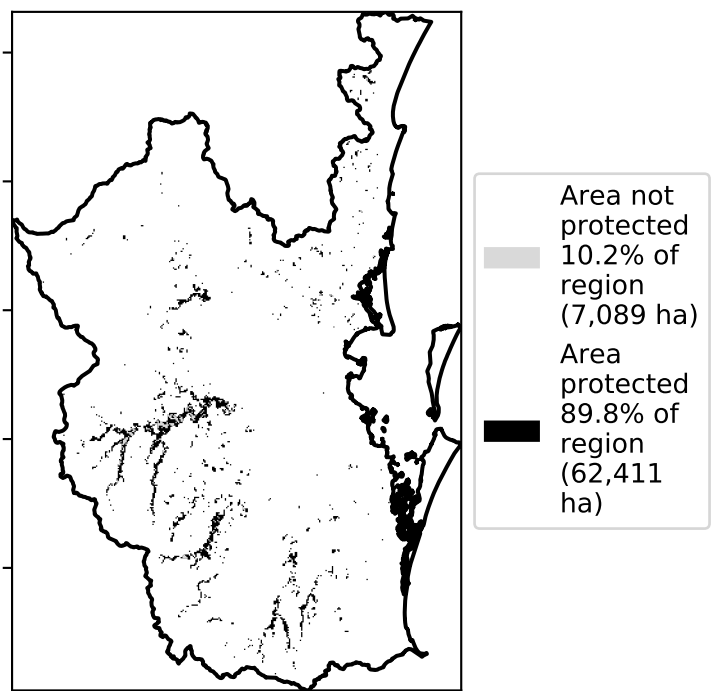 Area not
protected
10.2% of
region
(7,089 ha)
Area
protected
89.8% of
region
(62,411
ha)